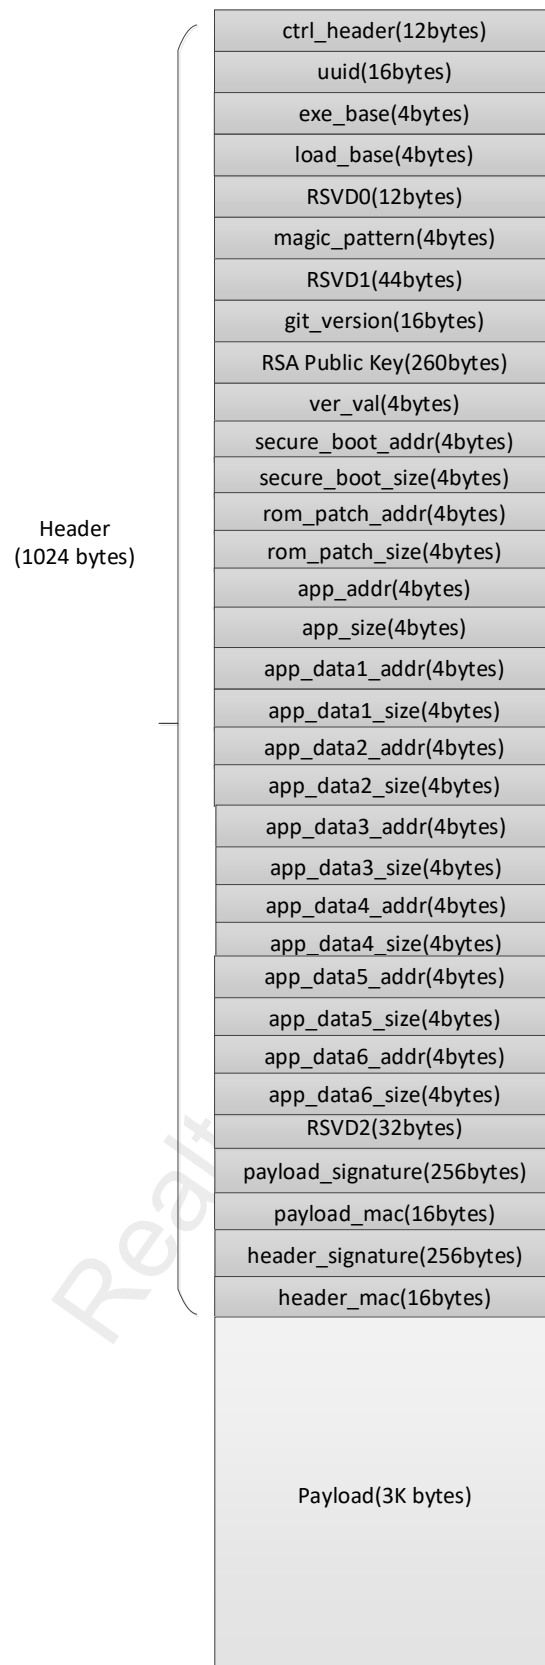 ctrl_header(12bytes)
uuid(16bytes)
exe_base(4bytes)
load_base(4bytes)
RSVD0(12bytes)
magic_pattern(4bytes)
RSVD1(44bytes)
git_version(16bytes)
RSA Public Key(260bytes)
ver_val(4bytes)
secure_boot_addr(4bytes)
secure_boot_size(4bytes)
rom_patch_addr(4bytes)
Header
(1024 bytes)
rom_patch_size(4bytes)
app_addr(4bytes)
app_size(4bytes)
app_data1_addr(4bytes)
app_data1_size(4bytes)
app_data2_addr(4bytes)
app_data2_size(4bytes)
app_data3_addr(4bytes)
app_data3_size(4bytes)
app_data4_addr(4bytes)
app_data4_size(4bytes)
app_data5_addr(4bytes)
app_data5_size(4bytes)
app_data6_addr(4bytes)
app_data6_size(4bytes)
RSVD2(32bytes)
payload_signature(256bytes)
payload_mac(16bytes)
header_signature(256bytes)
header_mac(16bytes)
Realt
Payload(3K bytes)